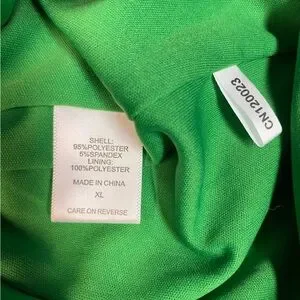 SHELL:
95%POLYESTER
5%SPANDEX
LINING:
100%POLYESTER
MADE IN CHINA
XL
CARE ON REVERSE
CN120023